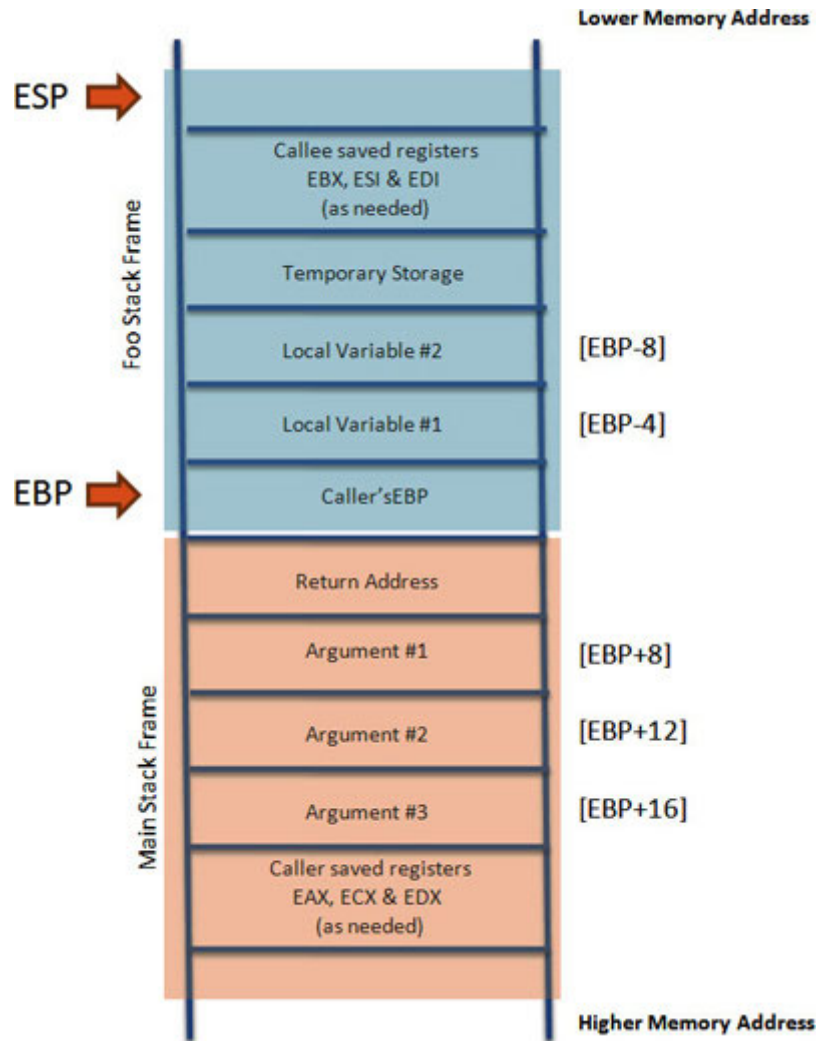 Lower Memory Address
ESP
Callee saved registers
EBX, ESI & EDI
(as needed)
Foo Stack Frame
Temporary Storage
Local Variable #2
[EBP-8]
Local Variable #1
[EBP-4]
EBP
Caller'sEBP
Return Address
Argument #1
[EBP+8]
Main Stack Frame
Argument #2
[EBP+12]
Argument #3
[EBP+16]
Caller saved registers
EAX, ECX & EDX
(as needed)
Higher Memory Address